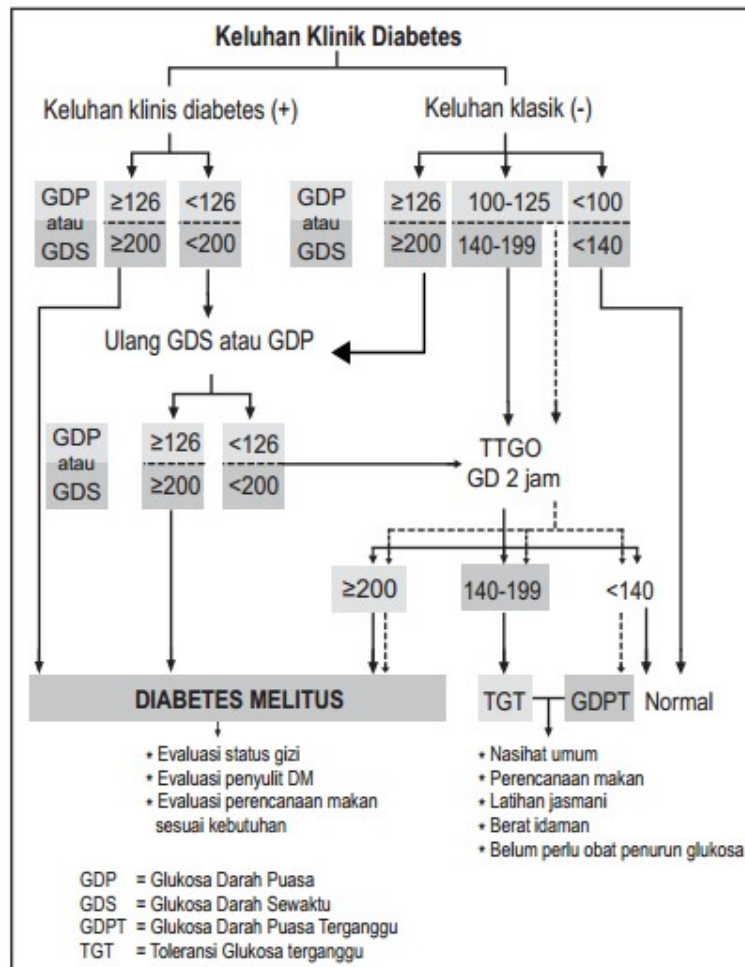 Keluhan Klinik Diabetes
Keluhan klinis diabetes (+)
Keluhan klasik (-)
GDP ≥126 <126
atau
GDS ≥200 <200
GDP ≥126 100-125 <100
atau
GDS ≥200 140-199 <140
Ulang GDS atau GDP
GDP ≥126 <126
atau
GDS ≥200 <200
TTGO
GD 2 jam
≥200 140-199 <140
DIABETES MELITUS
TGT GDPT Normal
* Evaluasi status gizi
* Evaluasi penyulit DM
* Evaluasi perencanaan makan
sesuai kebutuhan
* Nasihat umum
* Perencanaan makan
* Latihan jasmani
* Berat idaman
* Belum perlu obat penurun glukosa
GDP = Glukosa Darah Puasa
GDS = Glukosa Darah Sewaktu
GDPT = Glukosa Darah Puasa Terganggu
TGT = Toleransi Glukosa terganggu